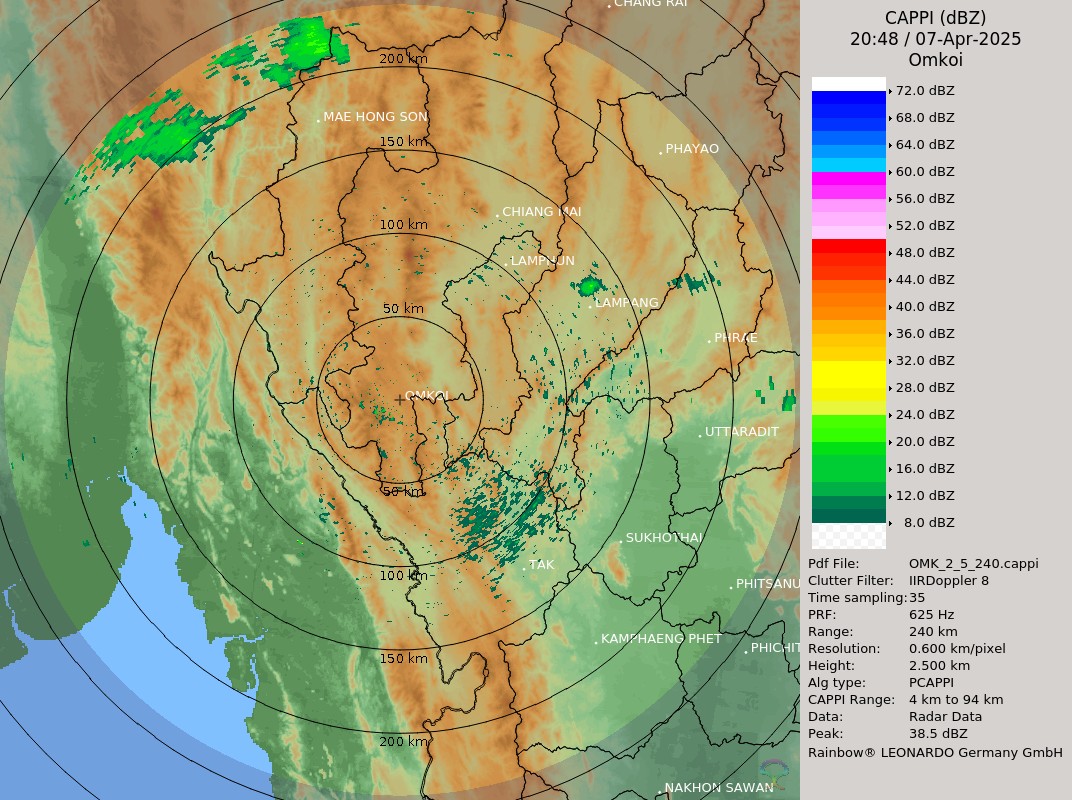 CHANG RAI
200 km
MAE HONG SON
150 km
PHAYAO
CHIANG MAI
100 km
LAMPHUN
50 km
LAMPANG
PHRAE
OMKOI
UTTARADIT
50 km
SUKHOTHAI
TAK
100 km
PHITSANU
KAMPHAENG PHET
PHICHIT
150 km
200 km
NAKHON SAWAN
CAPPI (dBZ)
20:48 / 07-Apr-2025
Omkoi
72.0 dBZ
68.0 dBZ
64.0 dBZ
60.0 dBZ
56.0 dBZ
52.0 dBZ
48.0 dBZ
44.0 dBZ
40.0 dBZ
36.0 dBZ
32.0 dBZ
28.0 dBZ
24.0 dBZ
20.0 dBZ
16.0 dBZ
12.0 dBZ
8.0 dBZ
Pdf File: OMK_2_5_240.cappi
Clutter Filter: IIRDoppler 8
Time sampling: 35
PRF: 625 Hz
Range: 240 km
Resolution: 0.600 km/pixel
Height: 2.500 km
Alg type: PCAPPI
CAPPI Range: 4 km to 94 km
Data: Radar Data
Peak: 38.5 dBZ
Rainbow® LEONARDO Germany GmbH